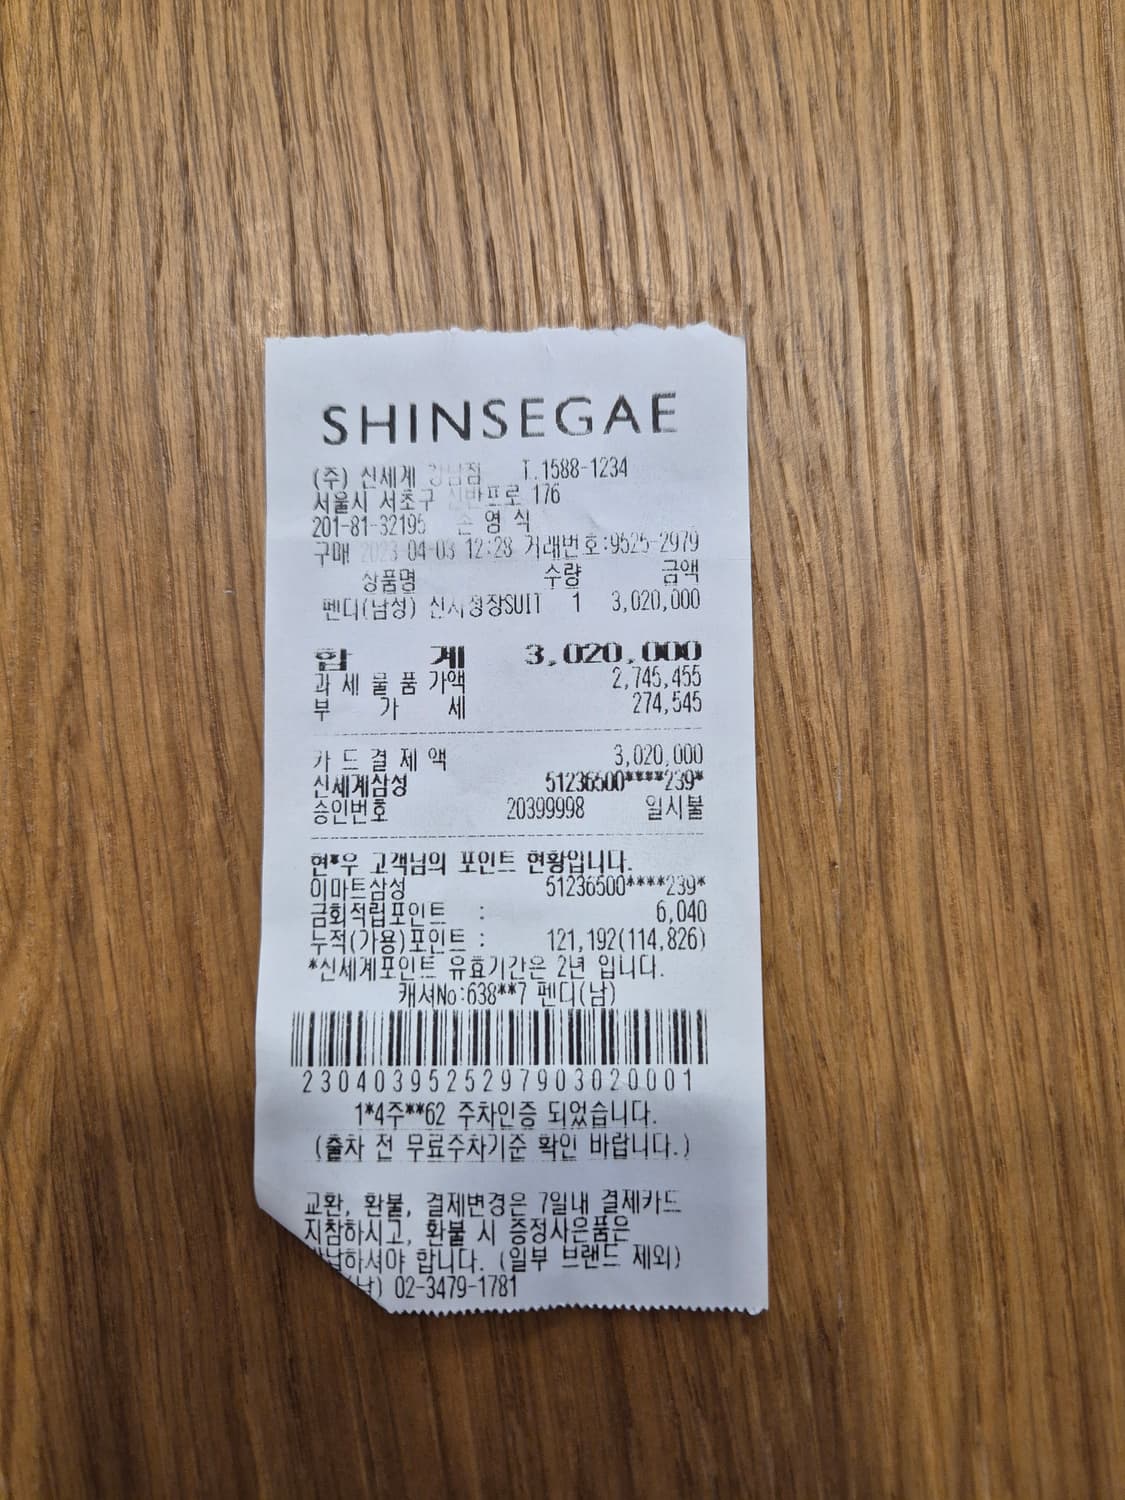 SHINSEGAE
(주) 신세계 강남점 T.1588-1234
서울시 서초구 신반포로 176
201-81-32195 손 영 식
구매 2023-04-03 12:28 거래번호:9525-2979
상품명 수량 금액
펜디(남성) 신사정장SUIT 1 3,020,000
합 계 3,020,000
과 세 물 품 가액 2,745,455
부 가 세 274,545
카 드 결 제 액 3,020,000
신세계삼성 51236500****239*
승인번호 20399998 일시불
현*우 고객님의 포인트 현황입니다.
이마트삼성 51236500****239*
금회적립포인트 : 6,040
누적(가용)포인트 : 121,192(114,826)
*신세계포인트 유효기간은 2년 입니다.
캐셔No:638**7 펜디(남)
2304039525297903020001
1*4주**62 주차인증 되었습니다.
(출차 전 무료주차기준 확인 바랍니다.)
교환, 환불, 결제변경은 7일내 결제카드
지참하시고, 환불 시 증정사은품은
반납하셔야 합니다. (일부 브랜드 제외)
(남) 02-3479-1781